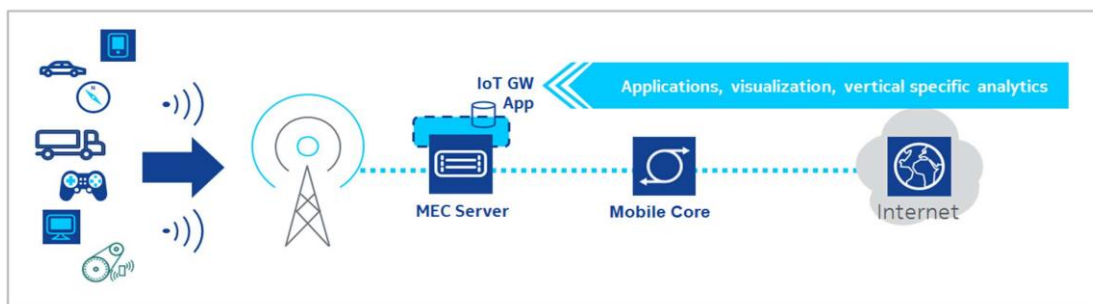 N
IoT GW
App
Applications, visualization, vertical specific analytics
MEC Server
Mobile Core
Internet